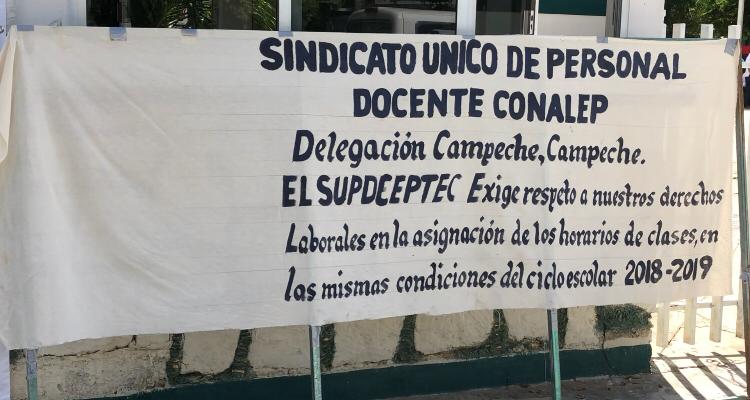 SINDICATO UNICO DE PERSONAL
DOCENTE CONALEP
Delegación Campeche, Campeche.
EL SUPDCEPTEC Exige respeto a nuestros derechos
Laborales en la asignación de los horarios de clases, en
las mismas condiciones del ciclo escolar 2018-2019